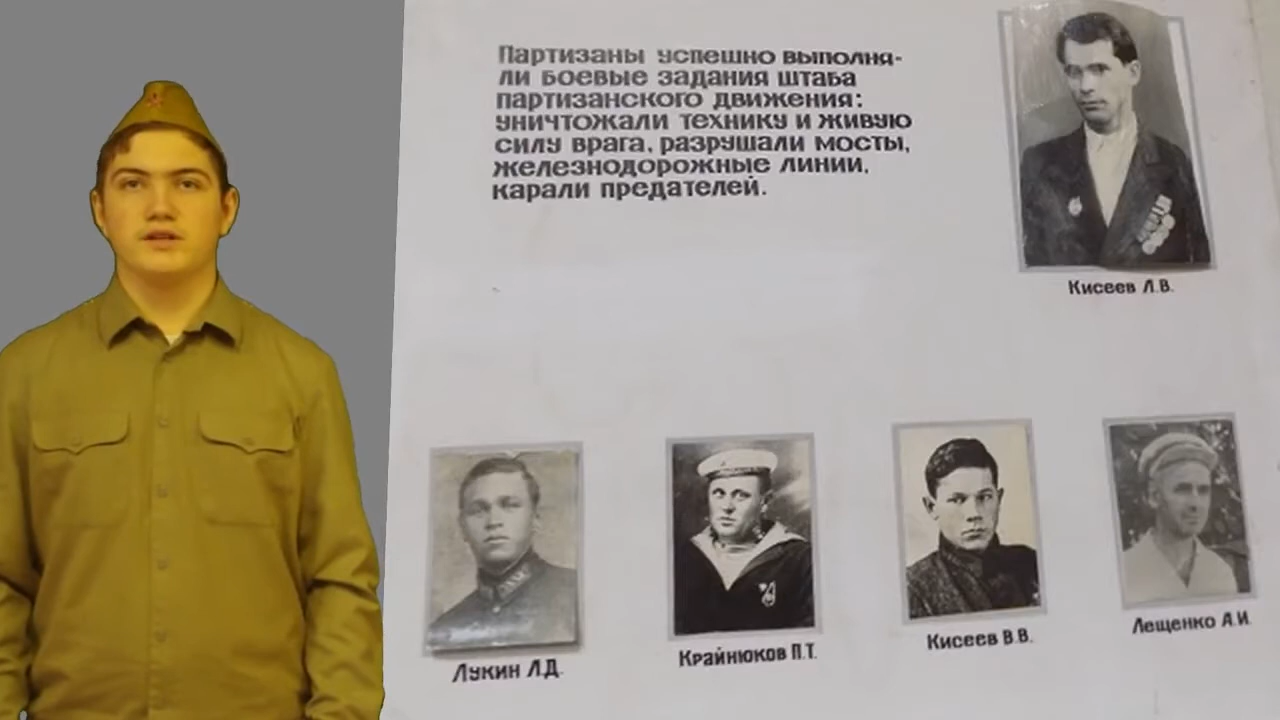 Партизаны успешно выполня-
ли боевые задания штаба
партизанского движения:
уничтожали технику и живую
силу врага, разрушали мосты,
железнодорожные линии,
карали предателей.
Кисеев Л.В.
Лукин Л.Д.
Крайнюков П.Т.
Кисеев В.В.
Лещенко А.И.